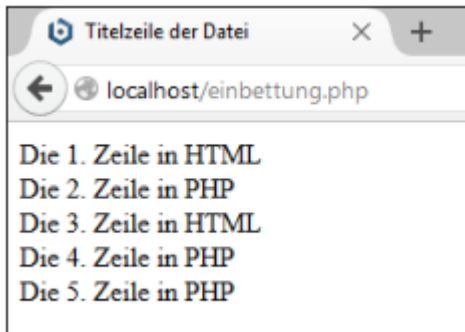 Titelzeile der Datei
localhost/einbettung.php
Die 1. Zeile in HTML
Die 2. Zeile in PHP
Die 3. Zeile in HTML
Die 4. Zeile in PHP
Die 5. Zeile in PHP